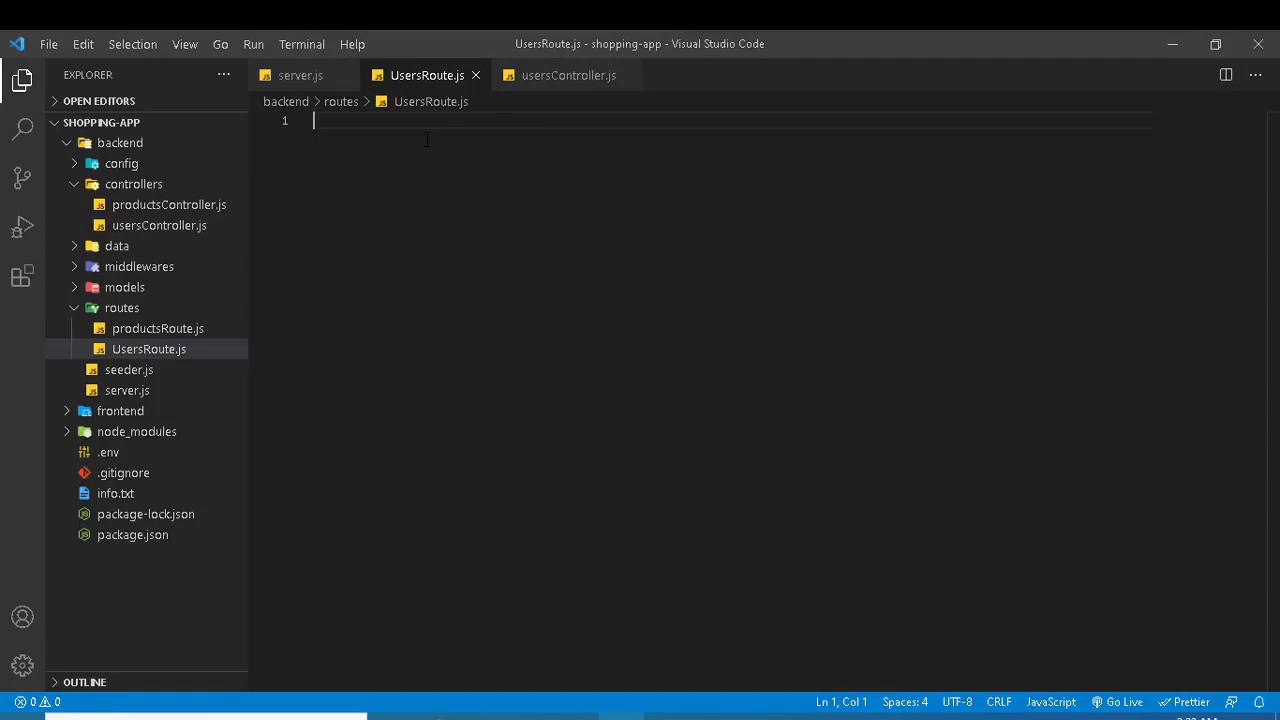 File Edit Selection View Go Run Terminal Help UsersRoute.js - shopping-app - Visual Studio Code
EXPLORER
server.js UsersRoute.js usersController.js
OPEN EDITORS
backend > routes > UsersRoute.js
SHOPPING-APP
1
backend
config
controllers
productsController.js
usersController.js
data
middlewares
models
routes
productsRoute.js
UsersRoute.js
seeder.js
server.js
frontend
node_modules
.env
.gitignore
info.txt
package-lock.json
package.json
OUTLINE
0 0 Ln 1, Col 1 Spaces: 4 UTF-8 CRLF JavaScript Go Live Prettier